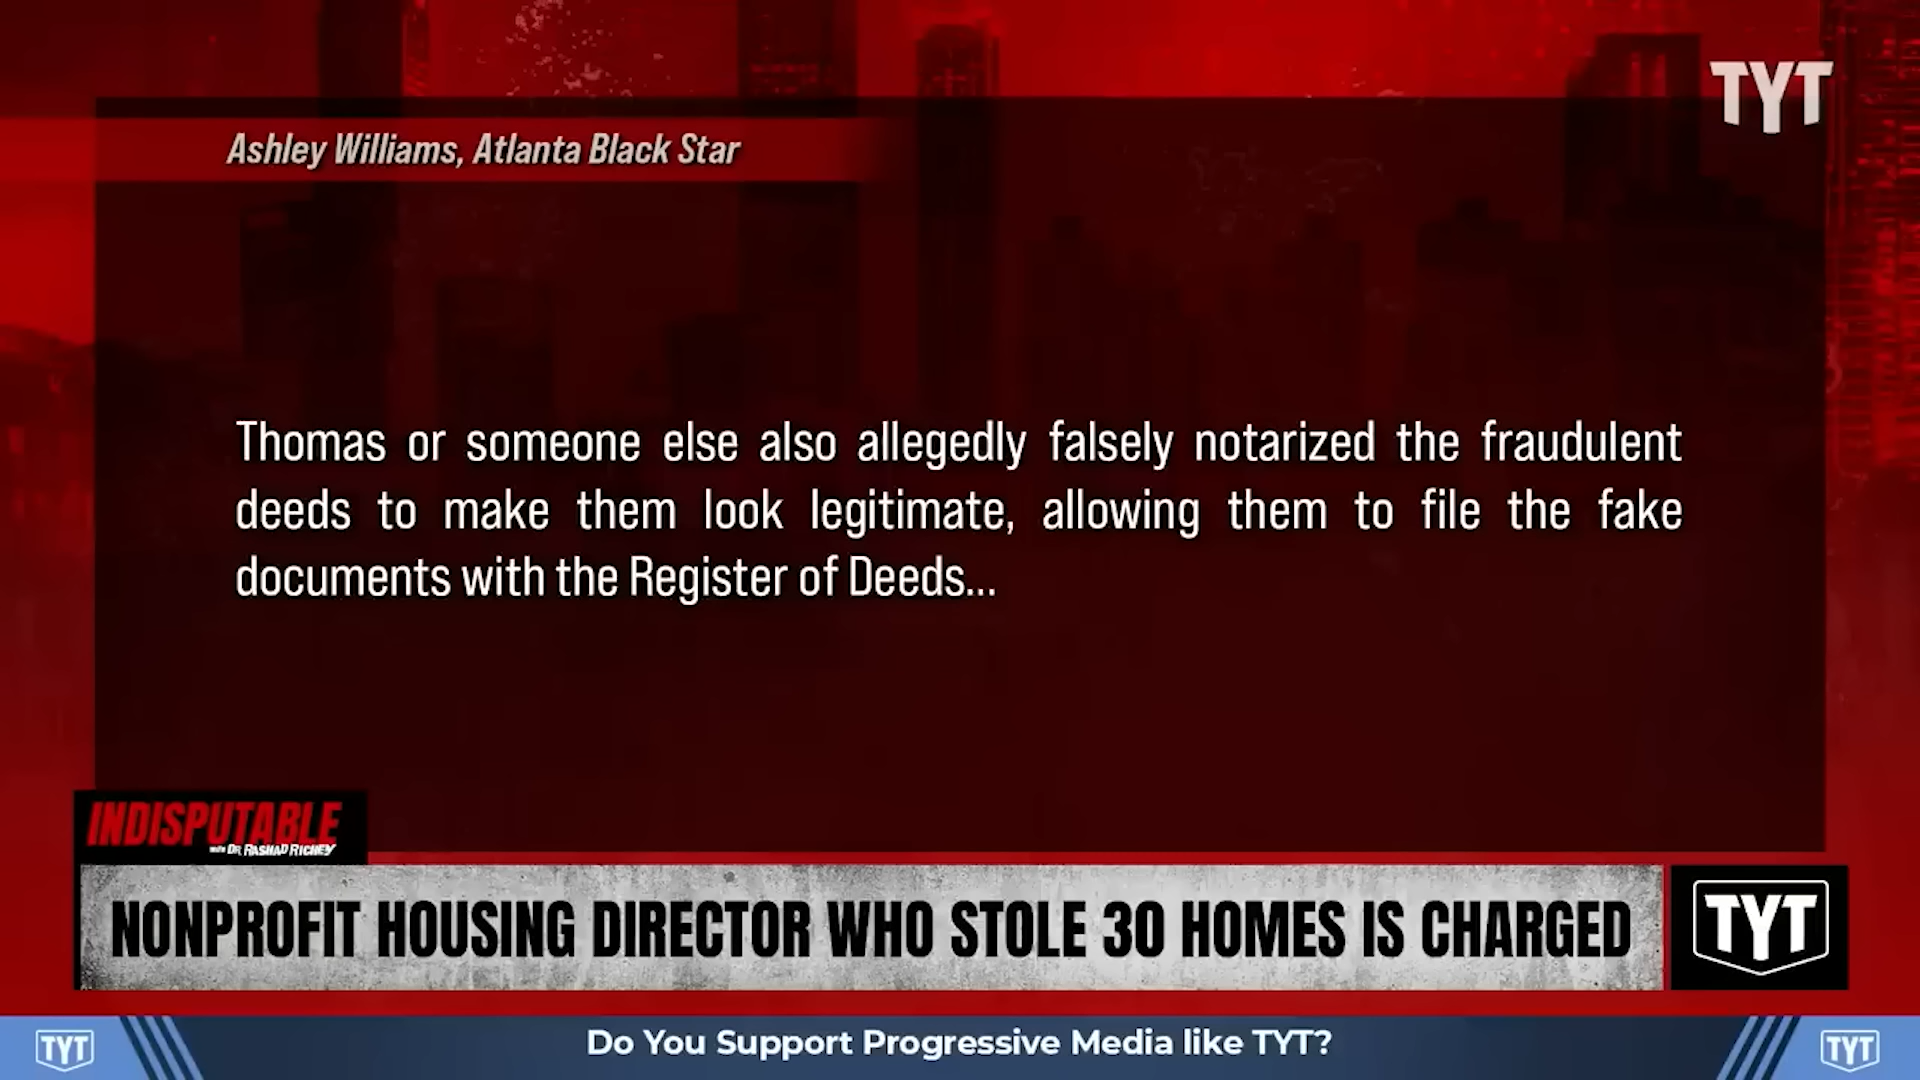 TYT
Ashley Williams, Atlanta Black Star
Thomas or someone else also allegedly falsely notarized the fraudulent
deeds to make them look legitimate, allowing them to file the fake
documents with the Register of Deeds...
INDISPUTABLE
WITH DR. RASHAD RICHEY
NONPROFIT HOUSING DIRECTOR WHO STOLE 30 HOMES IS CHARGED
TYT
TYT
Do You Support Progressive Media like TYT?
TYT